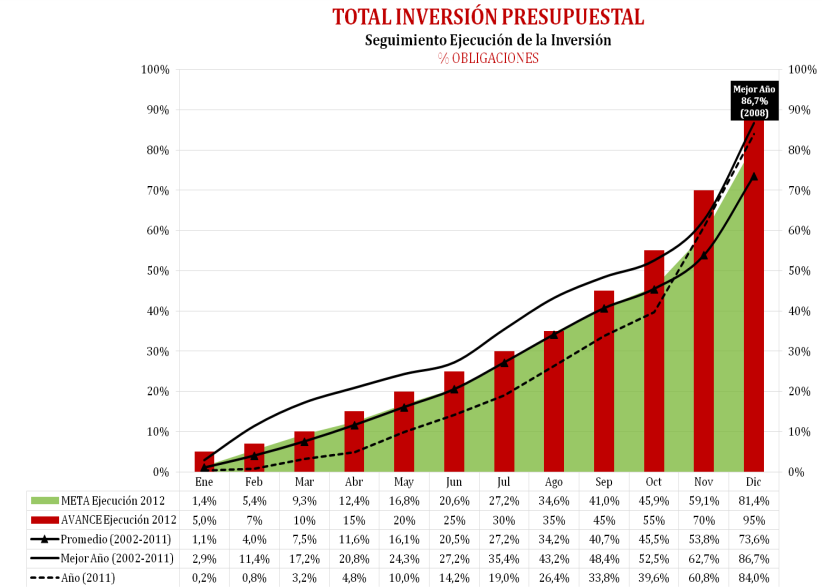 TOTAL INVERSIÓN PRESUPUESTAL
Seguimiento Ejecución de la Inversión
% OBLIGACIONES
100% 100%
90% 90%
80% 80%
70% 70%
60% 60%
50% 50%
40% 40%
30% 30%
20% 20%
10% 10%
0% 0%
Mejor Año
86,7%
(2008)
Ene Feb Mar Abr May Jun Jul Ago Sep Oct Nov Dic
META Ejecución 2012 1,4% 5,4% 9,3% 12,4% 16,8% 20,6% 27,2% 34,6% 41,0% 45,9% 59,1% 81,4%
AVANCE Ejecución 2012 5,0% 7% 10% 15% 20% 25% 30% 35% 45% 55% 70% 95%
Promedio (2002-2011) 1,1% 4,0% 7,5% 11,6% 16,1% 20,5% 27,2% 34,2% 40,7% 45,5% 53,8% 73,6%
Mejor Año (2002-2011) 2,9% 11,4% 17,2% 20,8% 24,3% 27,2% 35,4% 43,2% 48,4% 52,5% 62,7% 86,7%
Año (2011) 0,2% 0,8% 3,2% 4,8% 10,0% 14,2% 19,0% 26,4% 33,8% 39,6% 60,8% 84,0%